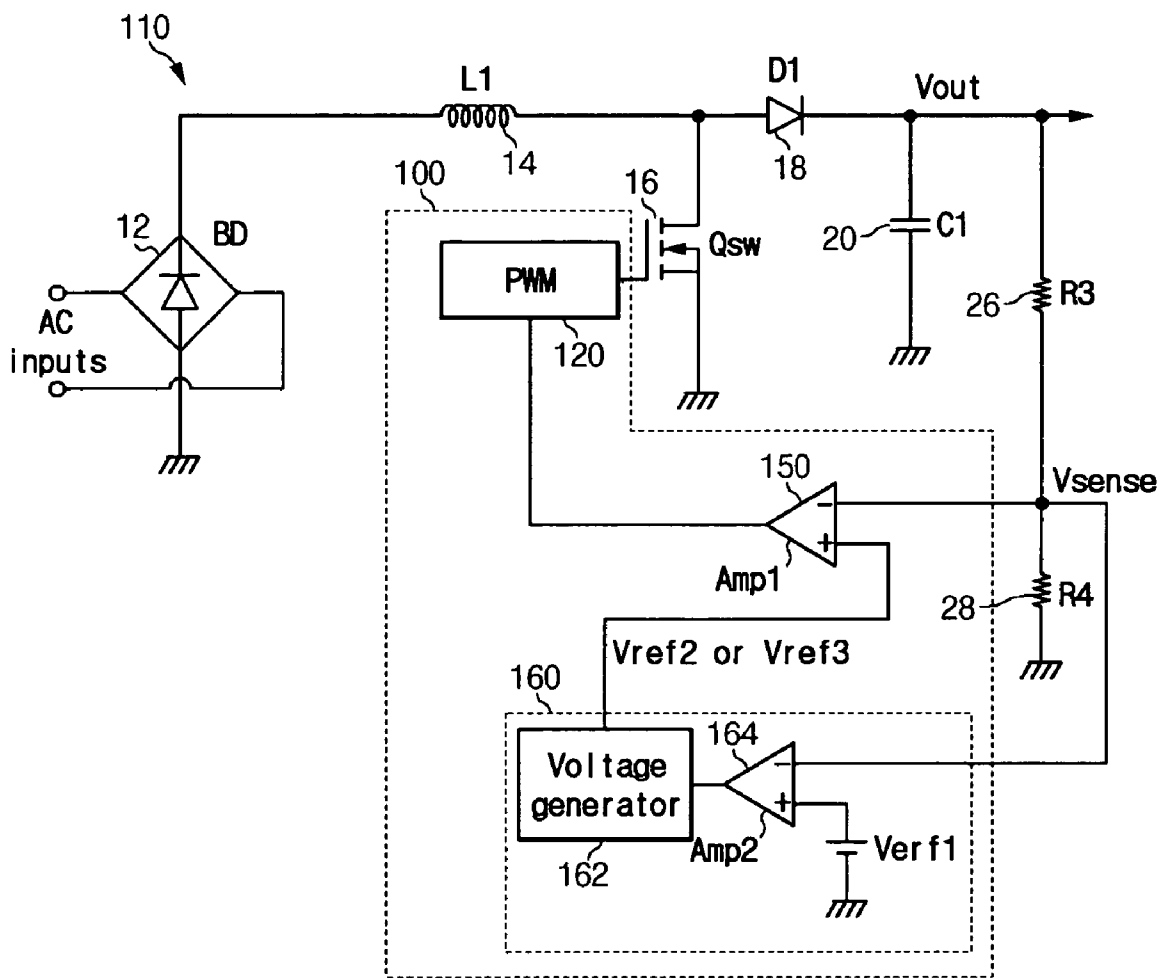 110
L1
D1
Vout
14
18
100
16
12
BD
20
C1
Qsw
PWM
26
R3
AC
inputs
120
150
Vsense
-
+
Amp1
28
R4
Vref2 or Vref3
160
164
Voltage
generator
-
+
Amp2
Verf1
162